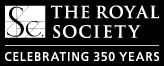 THE ROYAL
SOCIETY
CELEBRATING 350 YEARS